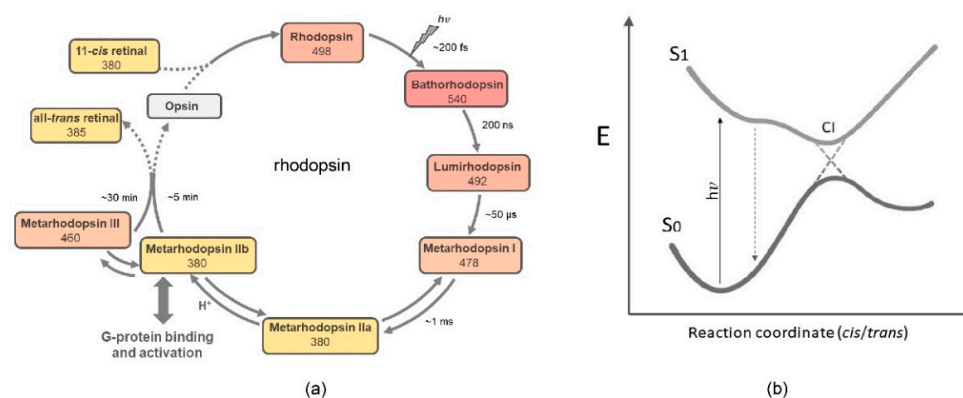 hν
Rhodopsin
498
~200 fs
Bathorhodopsin
540
200 ns
Lumirhodopsin
492
~50 µs
Metarhodopsin I
478
~1 ms
Metarhodopsin IIa
380
H⁺
Metarhodopsin IIb
380
G-protein binding
and activation
Metarhodopsin III
460
~30 min
~5 min
all-trans retinal
385
Opsin
11-cis retinal
380
rhodopsin
(a)
E
S1
S0
hν
CI
Reaction coordinate (cis/trans)
(b)